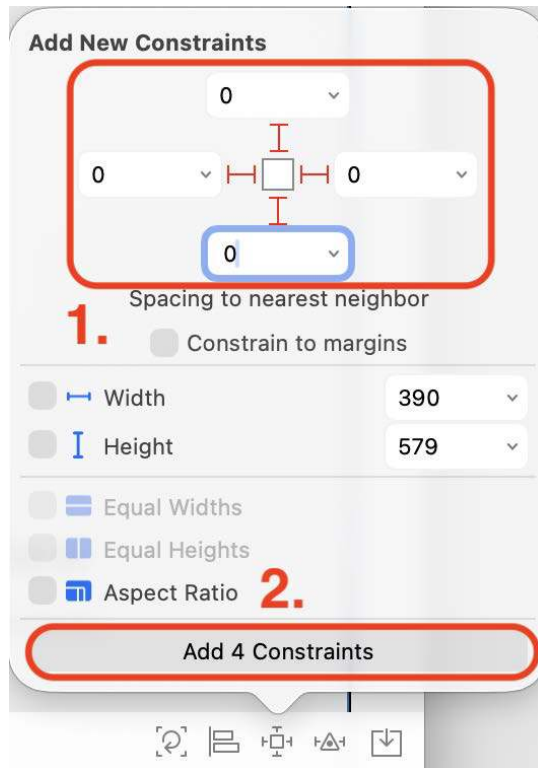 Add New Constraints
0
0 0
0
Spacing to nearest neighbor
1.
Constrain to margins
Width 390
Height 579
Equal Widths
Equal Heights
Aspect Ratio 2.
Add 4 Constraints